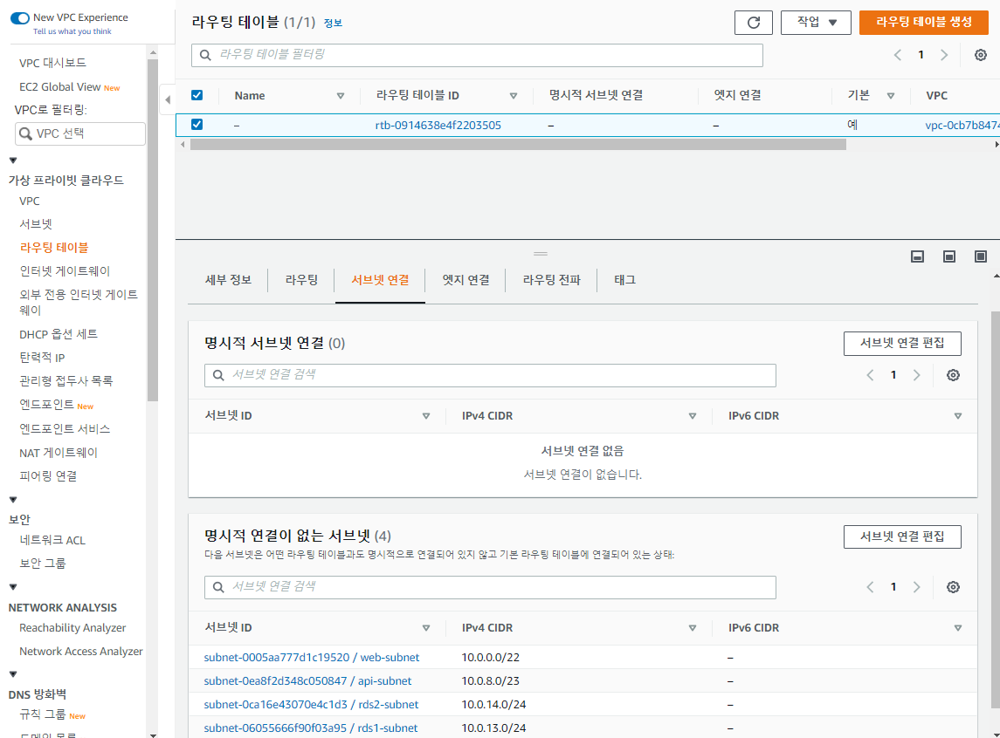 New VPC Experience
Tell us what you think
VPC 대시보드
EC2 Global View New
VPC로 필터링:
VPC 선택
가상 프라이빗 클라우드
VPC
서브넷
라우팅 테이블
인터넷 게이트웨이
외부 전용 인터넷 게이트
웨이
DHCP 옵션 세트
탄력적 IP
관리형 접두사 목록
엔드포인트 New
엔드포인트 서비스
NAT 게이트웨이
피어링 연결
보안
네트워크 ACL
보안 그룹
NETWORK ANALYSIS
Reachability Analyzer
Network Access Analyzer
DNS 방화벽
규칙 그룹 New
라우팅 테이블 (1/1) 정보
작업
라우팅 테이블 생성
라우팅 테이블 필터링
1
Name 라우팅 테이블 ID 명시적 서브넷 연결 엣지 연결 기본 VPC
– rtb-0914638e4f2203505 – – 예 vpc-0cb7b847
세부 정보 라우팅 서브넷 연결 엣지 연결 라우팅 전파 태그
명시적 서브넷 연결 (0)
서브넷 연결 편집
서브넷 연결 검색
1
서브넷 ID IPv4 CIDR IPv6 CIDR
서브넷 연결 없음
서브넷 연결이 없습니다.
명시적 연결이 없는 서브넷 (4)
서브넷 연결 편집
다음 서브넷은 어떤 라우팅 테이블과도 명시적으로 연결되어 있지 않고 기본 라우팅 테이블에 연결되어 있는 상태:
서브넷 연결 검색
1
서브넷 ID IPv4 CIDR IPv6 CIDR
subnet-0005aa777d1c19520 / web-subnet 10.0.0.0/22 –
subnet-0ea8f2d348c050847 / api-subnet 10.0.8.0/23 –
subnet-0ca16e43070e4c1d3 / rds2-subnet 10.0.14.0/24 –
subnet-06055666f90f03a95 / rds1-subnet 10.0.13.0/24 –